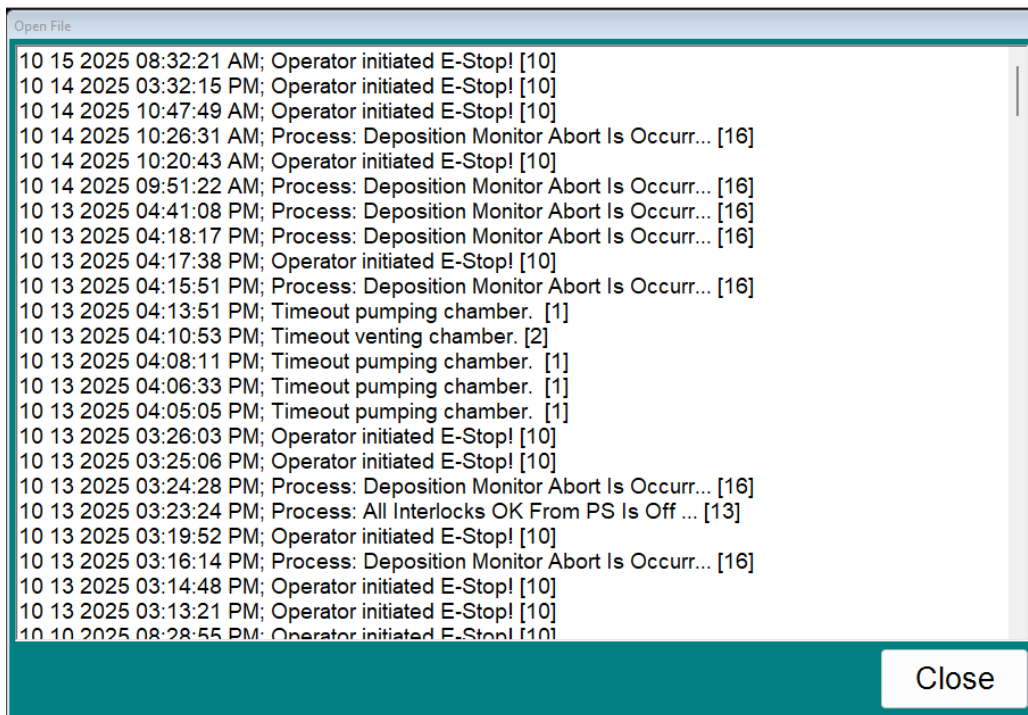 Open File
10 15 2025 08:32:21 AM; Operator initiated E-Stop! [10]
10 14 2025 03:32:15 PM; Operator initiated E-Stop! [10]
10 14 2025 10:47:49 AM; Operator initiated E-Stop! [10]
10 14 2025 10:26:31 AM; Process: Deposition Monitor Abort Is Occurr... [16]
10 14 2025 10:20:43 AM; Operator initiated E-Stop! [10]
10 14 2025 09:51:22 AM; Process: Deposition Monitor Abort Is Occurr... [16]
10 13 2025 04:41:08 PM; Process: Deposition Monitor Abort Is Occurr... [16]
10 13 2025 04:18:17 PM; Process: Deposition Monitor Abort Is Occurr... [16]
10 13 2025 04:17:38 PM; Operator initiated E-Stop! [10]
10 13 2025 04:15:51 PM; Process: Deposition Monitor Abort Is Occurr... [16]
10 13 2025 04:13:51 PM; Timeout pumping chamber.  [1]
10 13 2025 04:10:53 PM; Timeout venting chamber. [2]
10 13 2025 04:08:11 PM; Timeout pumping chamber.  [1]
10 13 2025 04:06:33 PM; Timeout pumping chamber.  [1]
10 13 2025 04:05:05 PM; Timeout pumping chamber.  [1]
10 13 2025 03:26:03 PM; Operator initiated E-Stop! [10]
10 13 2025 03:25:06 PM; Operator initiated E-Stop! [10]
10 13 2025 03:24:28 PM; Process: Deposition Monitor Abort Is Occurr... [16]
10 13 2025 03:23:24 PM; Process: All Interlocks OK From PS Is Off ... [13]
10 13 2025 03:19:52 PM; Operator initiated E-Stop! [10]
10 13 2025 03:16:14 PM; Process: Deposition Monitor Abort Is Occurr... [16]
10 13 2025 03:14:48 PM; Operator initiated E-Stop! [10]
10 13 2025 03:13:21 PM; Operator initiated E-Stop! [10]
10 10 2025 08:28:55 PM; Operator initiated E-Stop! [10]
Close